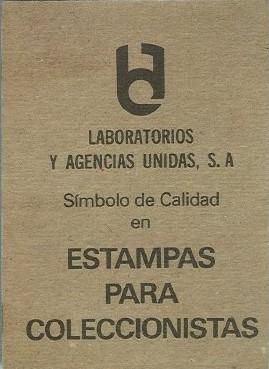 LABORATORIOS
Y AGENCIAS UNIDAS, S. A
Símbolo de Calidad
en
ESTAMPAS
PARA
COLECCIONISTAS